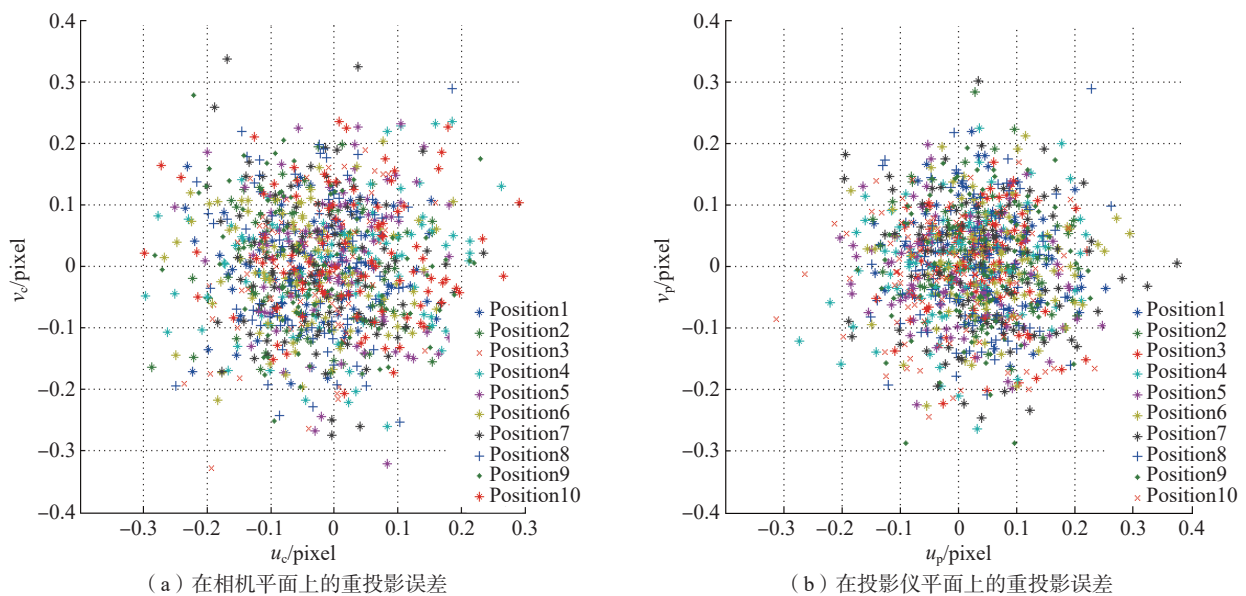 0.4
0.3
0.2
0.1
0
−0.1
−0.2
−0.3
−0.4
v_c/pixel
−0.3 −0.2 −0.1 0 0.1 0.2 0.3
u_c/pixel
Position1
Position2
Position3
Position4
Position5
Position6
Position7
Position8
Position9
Position10
（a）在相机平面上的重投影误差
0.4
0.3
0.2
0.1
0
−0.1
−0.2
−0.3
−0.4
v_p/pixel
−0.3 −0.2 −0.1 0 0.1 0.2 0.3 0.4
u_p/pixel
Position1
Position2
Position3
Position4
Position5
Position6
Position7
Position8
Position9
Position10
（b）在投影仪平面上的重投影误差